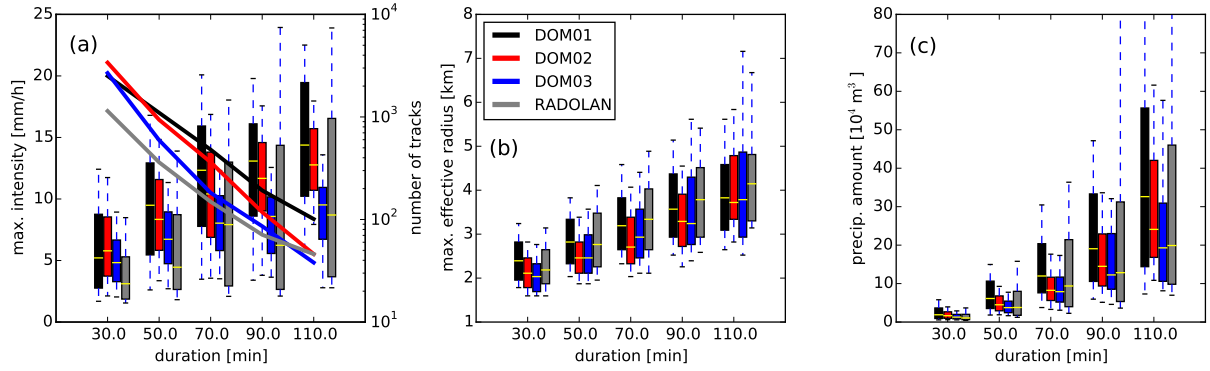 (a)
max. intensity [mm/h]
25
20
15
10
5
0
30.0 50.0 70.0 90.0 110.0
duration [min]
10^4
10^3
10^2
10^1
number of tracks
(b)
max. effective radius [km]
8
7
6
5
4
3
2
1
DOM01
DOM02
DOM03
RADOLAN
30.0 50.0 70.0 90.0 110.0
duration [min]
(c)
precip. amount [10^4 m^3]
80
70
60
50
40
30
20
10
0
30.0 50.0 70.0 90.0 110.0
duration [min]